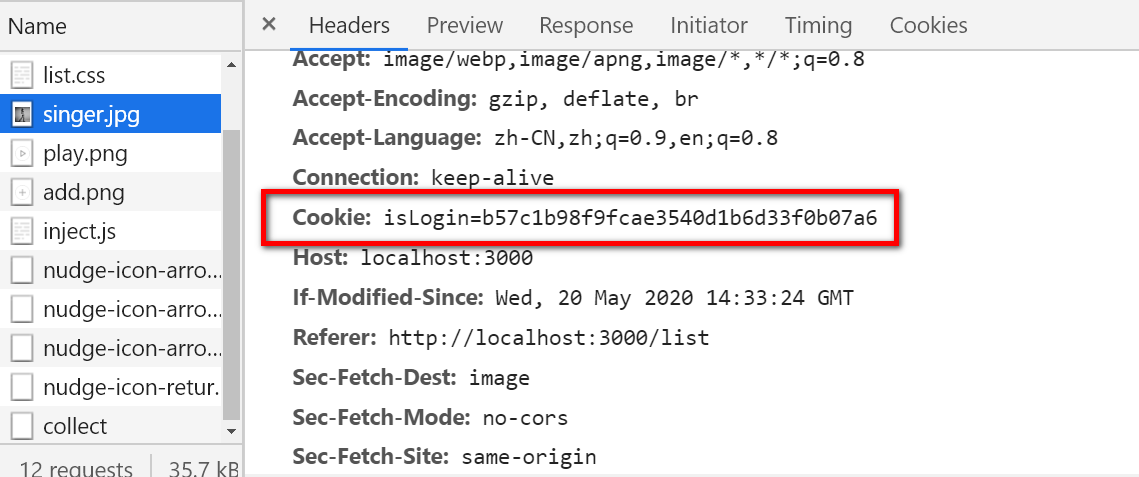 Name
list.css
singer.jpg
play.png
add.png
inject.js
nudge-icon-arro...
nudge-icon-arro...
nudge-icon-arro...
nudge-icon-retur.
collect
12 requests 35.7 kB
Headers Preview Response Initiator Timing Cookies
Accept: image/webp,image/apng,image/*,*/*;q=0.8
Accept-Encoding: gzip, deflate, br
Accept-Language: zh-CN,zh;q=0.9,en;q=0.8
Connection: keep-alive
Cookie: isLogin=b57c1b98f9fcae3540d1b6d33f0b07a6
Host: localhost:3000
If-Modified-Since: Wed, 20 May 2020 14:33:24 GMT
Referer: http://localhost:3000/list
Sec-Fetch-Dest: image
Sec-Fetch-Mode: no-cors
Sec-Fetch-Site: same-origin